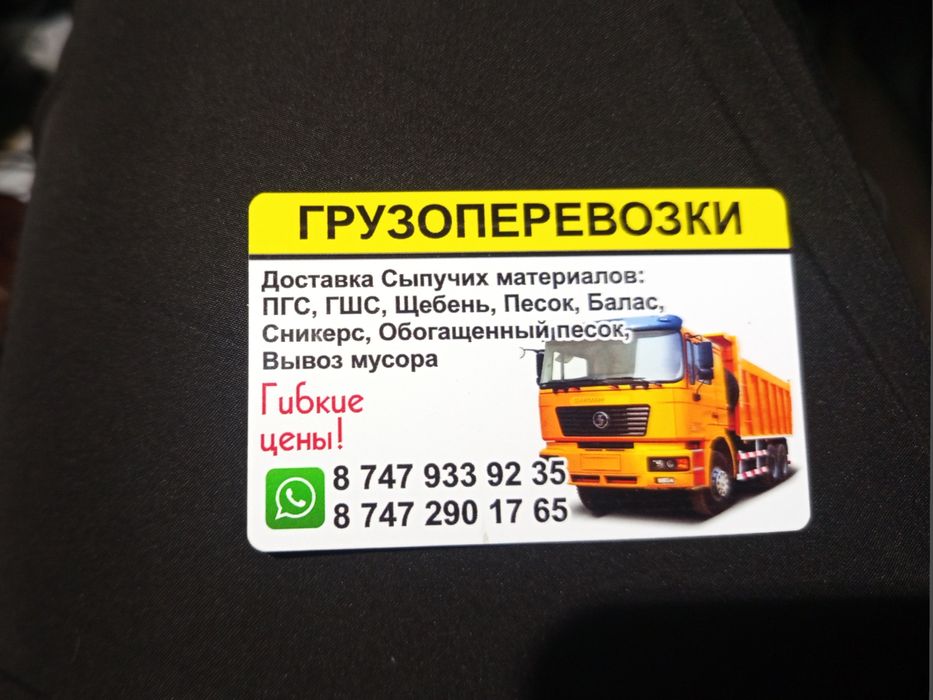 ГРУЗОПЕРЕВОЗКИ
Доставка Сыпучих материалов:
ПГС, ГШС, Щебень, Песок, Балас,
Сникерс, Обогащенный песок,
Вывоз мусора
Гибкие
цены!
8 747 933 92 35
8 747 290 17 65
SHACMAN